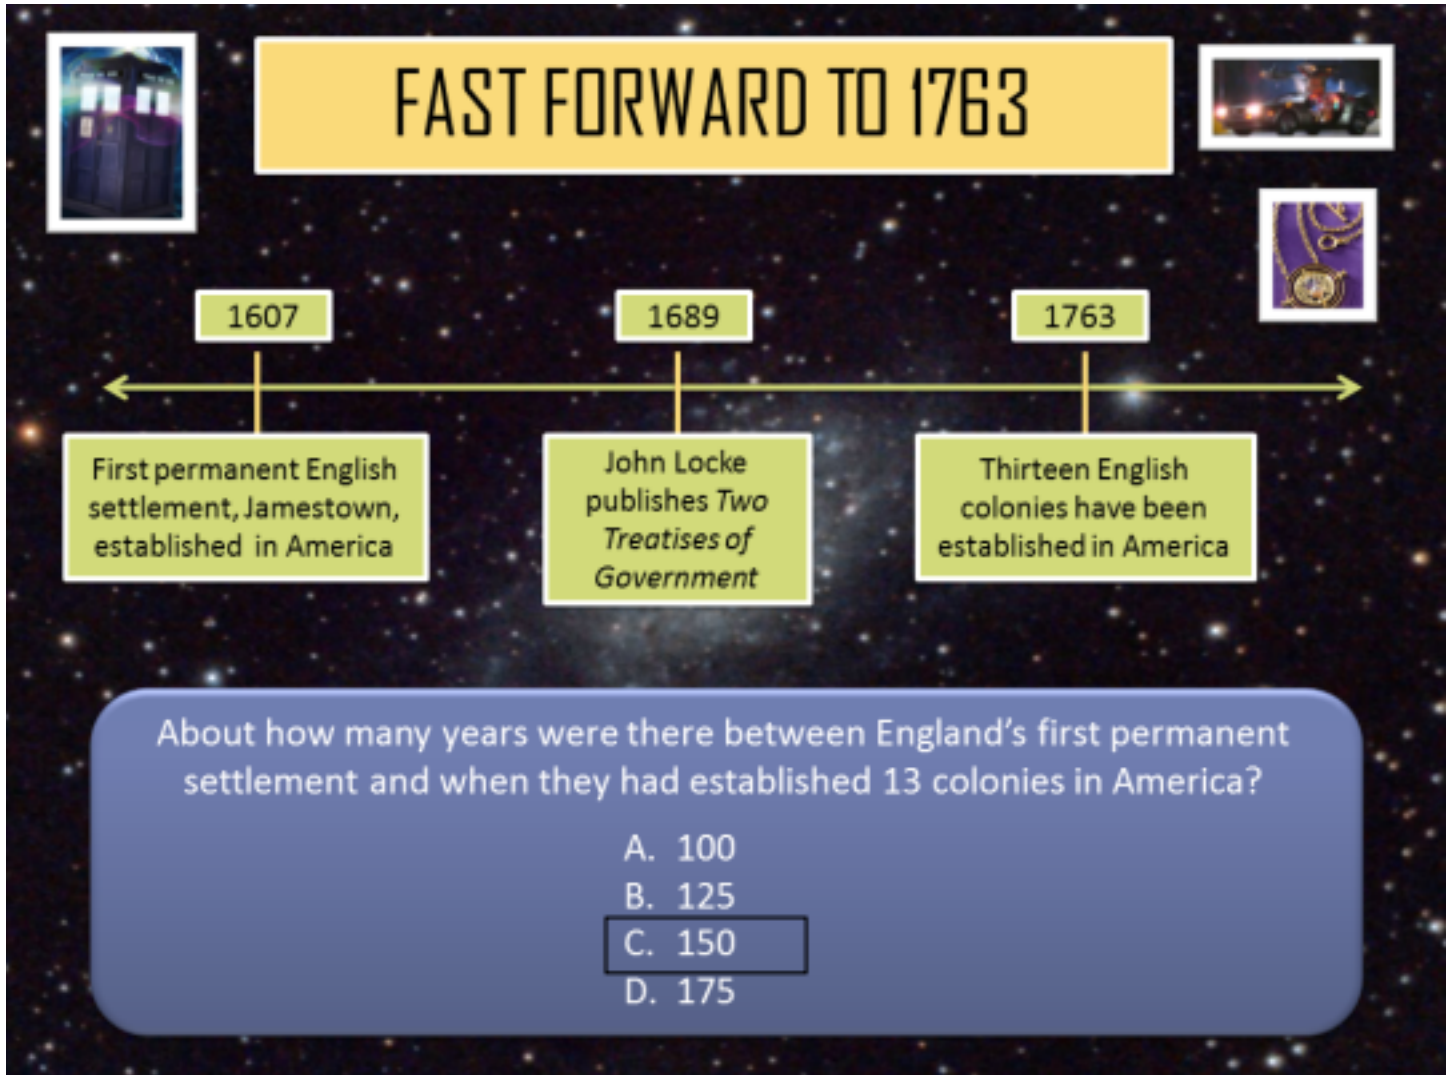 FAST FORWARD TO 1763
1607
1689
1763
First permanent English
settlement, Jamestown,
established in America
John Locke
publishes Two
Treatises of
Government
Thirteen English
colonies have been
established in America
About how many years were there between England's first permanent
settlement and when they had established 13 colonies in America?
A. 100
B. 125
C. 150
D. 175